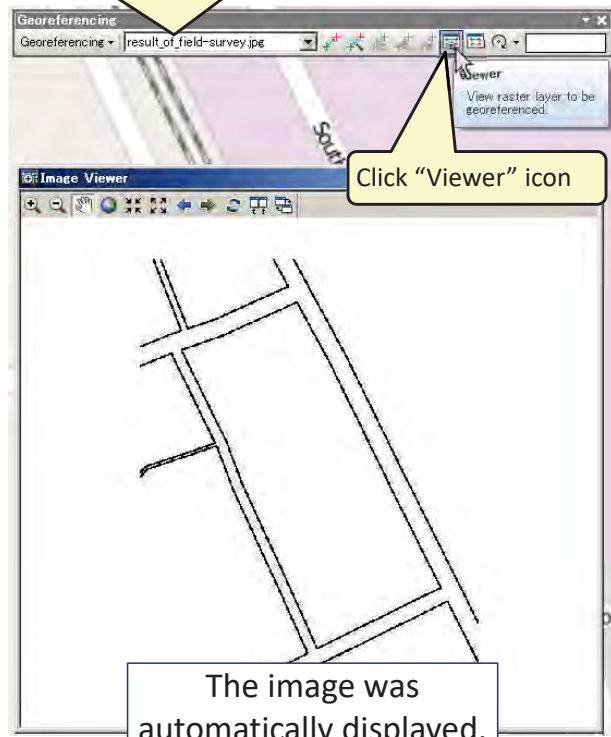 Georeferencing
Georeferencing result_of_field-survey.jpg
Viewer
View raster layer to be
georeferenced.
Sout
Click “Viewer” icon
Image Viewer
The image was
automatically displayed.